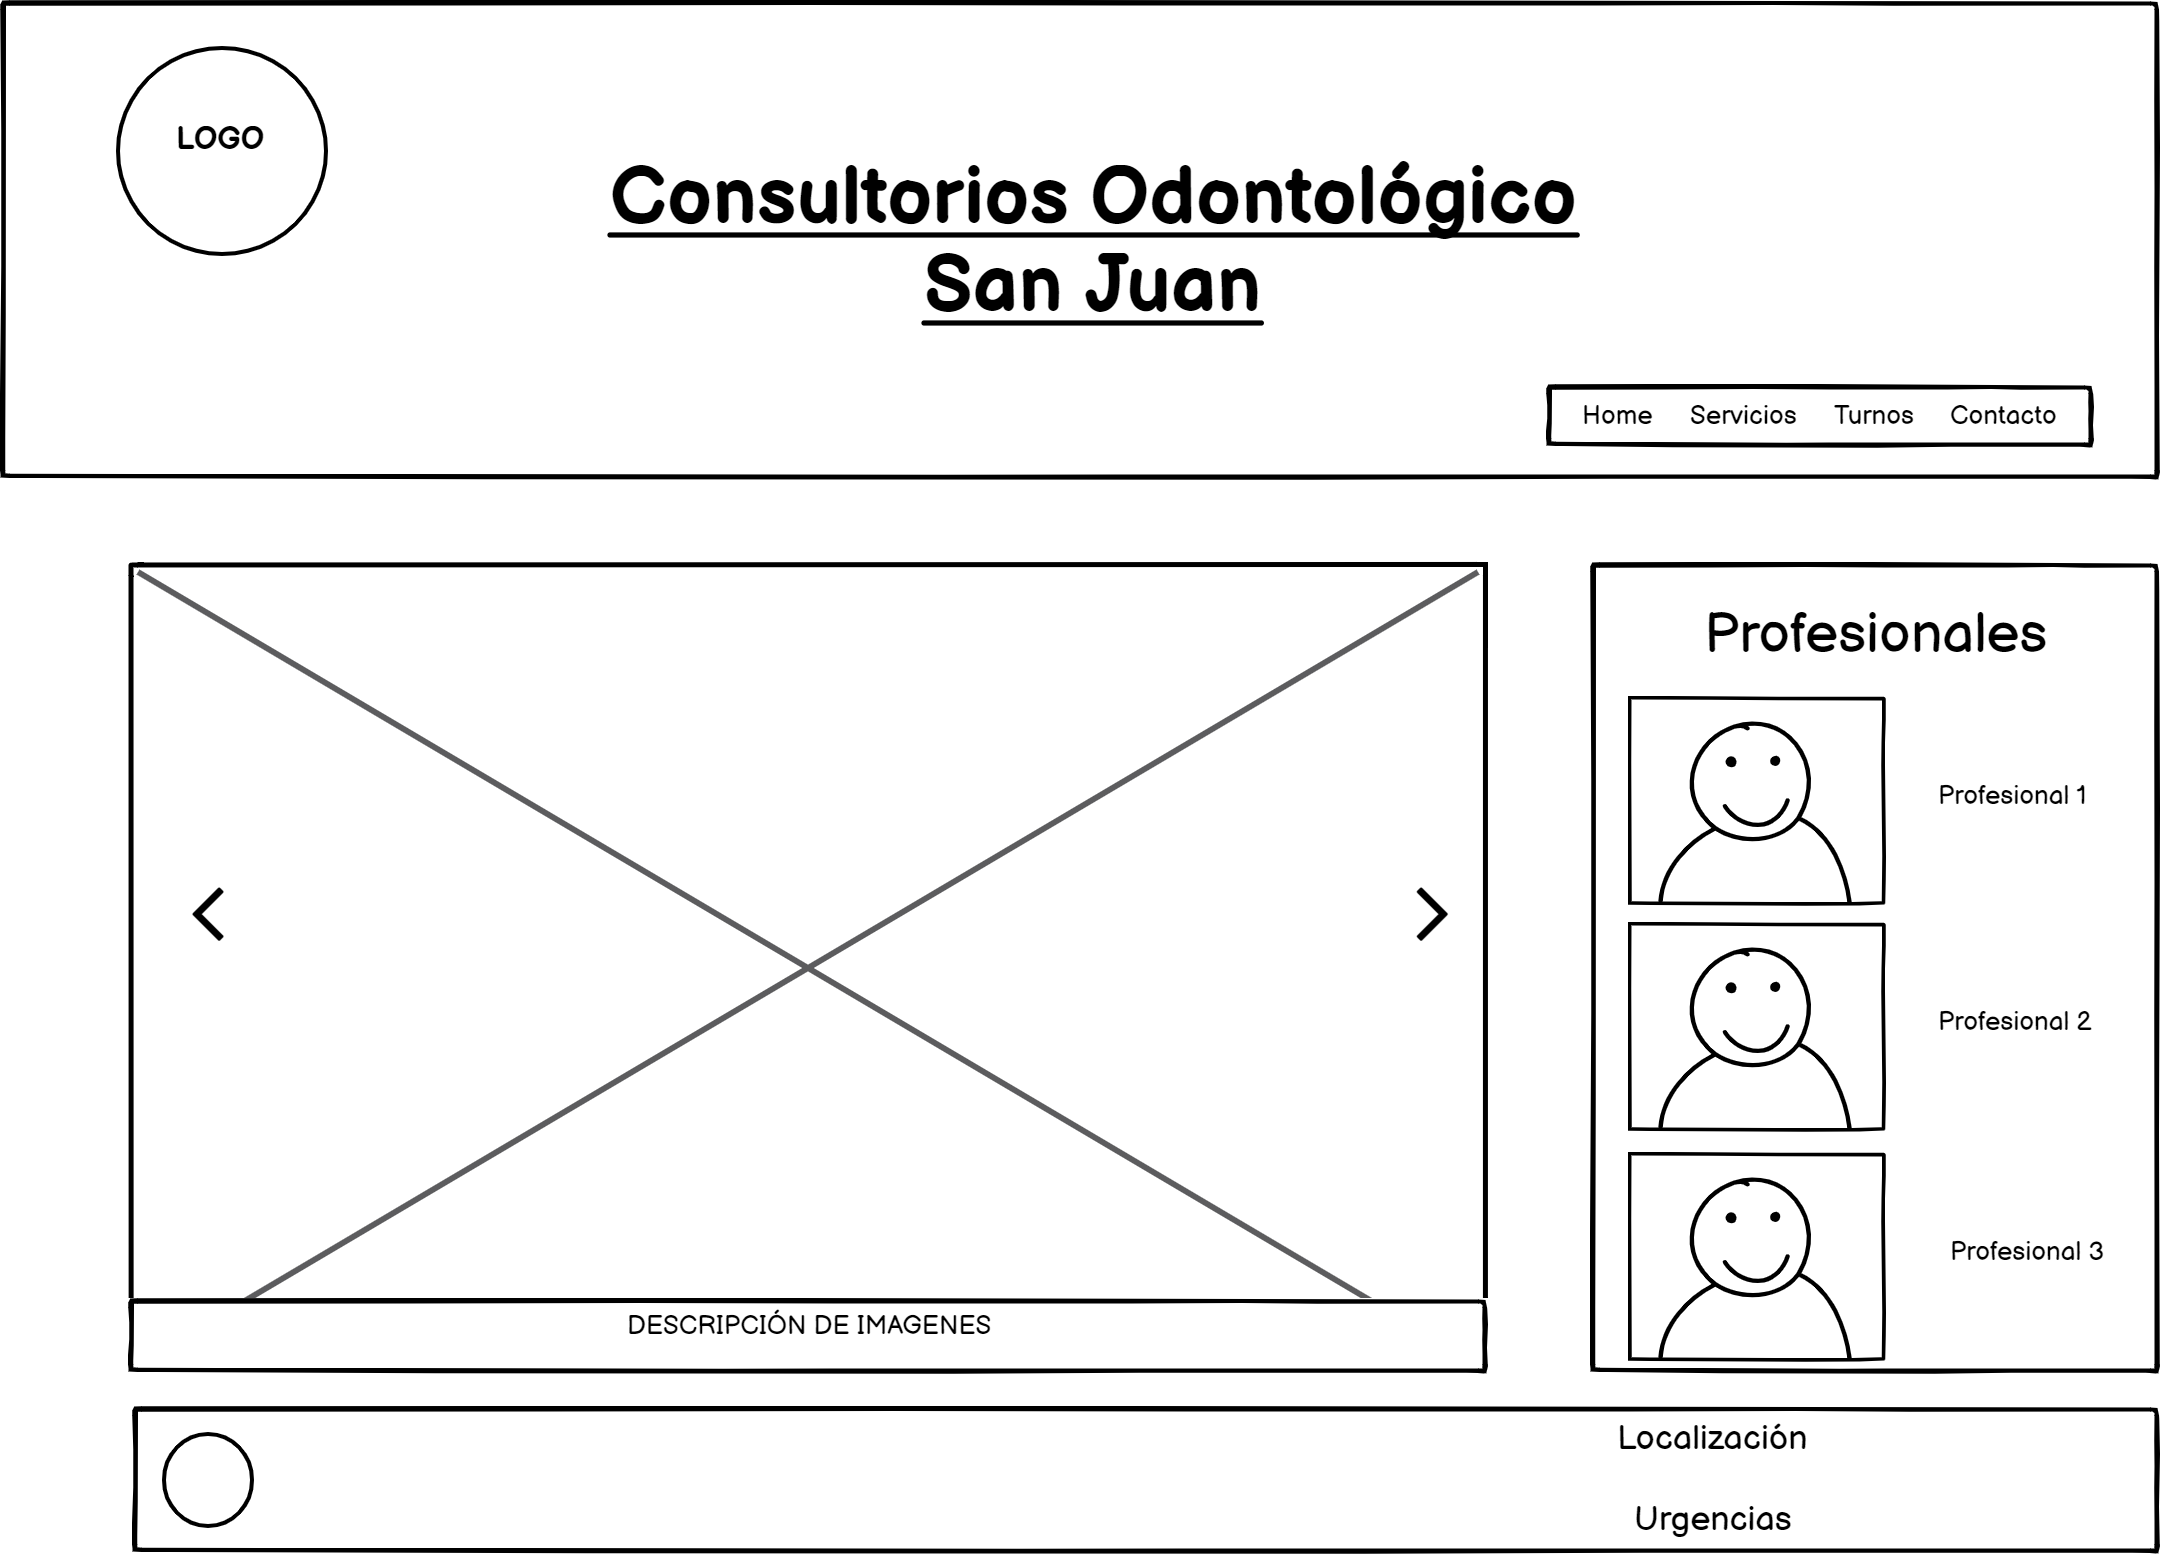 LOGO
Consultorios Odontológico
San Juan
Home Servicios Turnos Contacto
Profesionales
Profesional 1
Profesional 2
Profesional 3
DESCRIPCIÓN DE IMAGENES
Localización
Urgencias